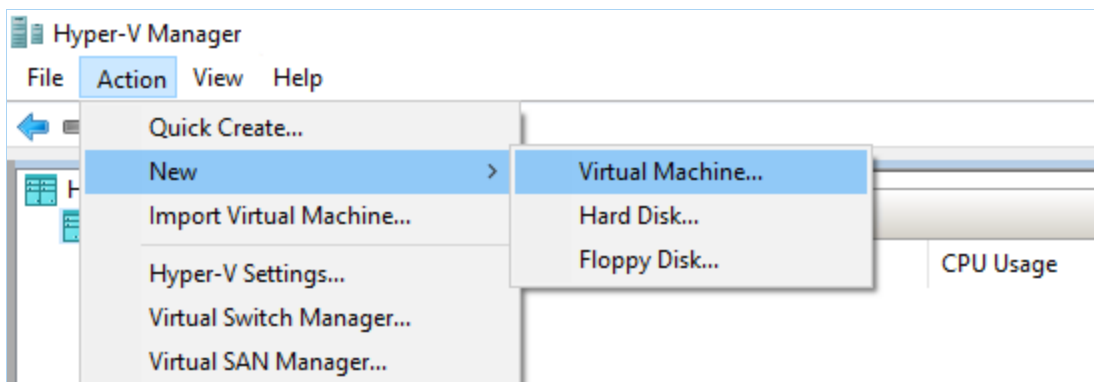 Hyper-V Manager
File Action View Help
Quick Create...
New > Virtual Machine...
Import Virtual Machine... Hard Disk...
Floppy Disk...
CPU Usage
Hyper-V Settings...
Virtual Switch Manager...
Virtual SAN Manager...